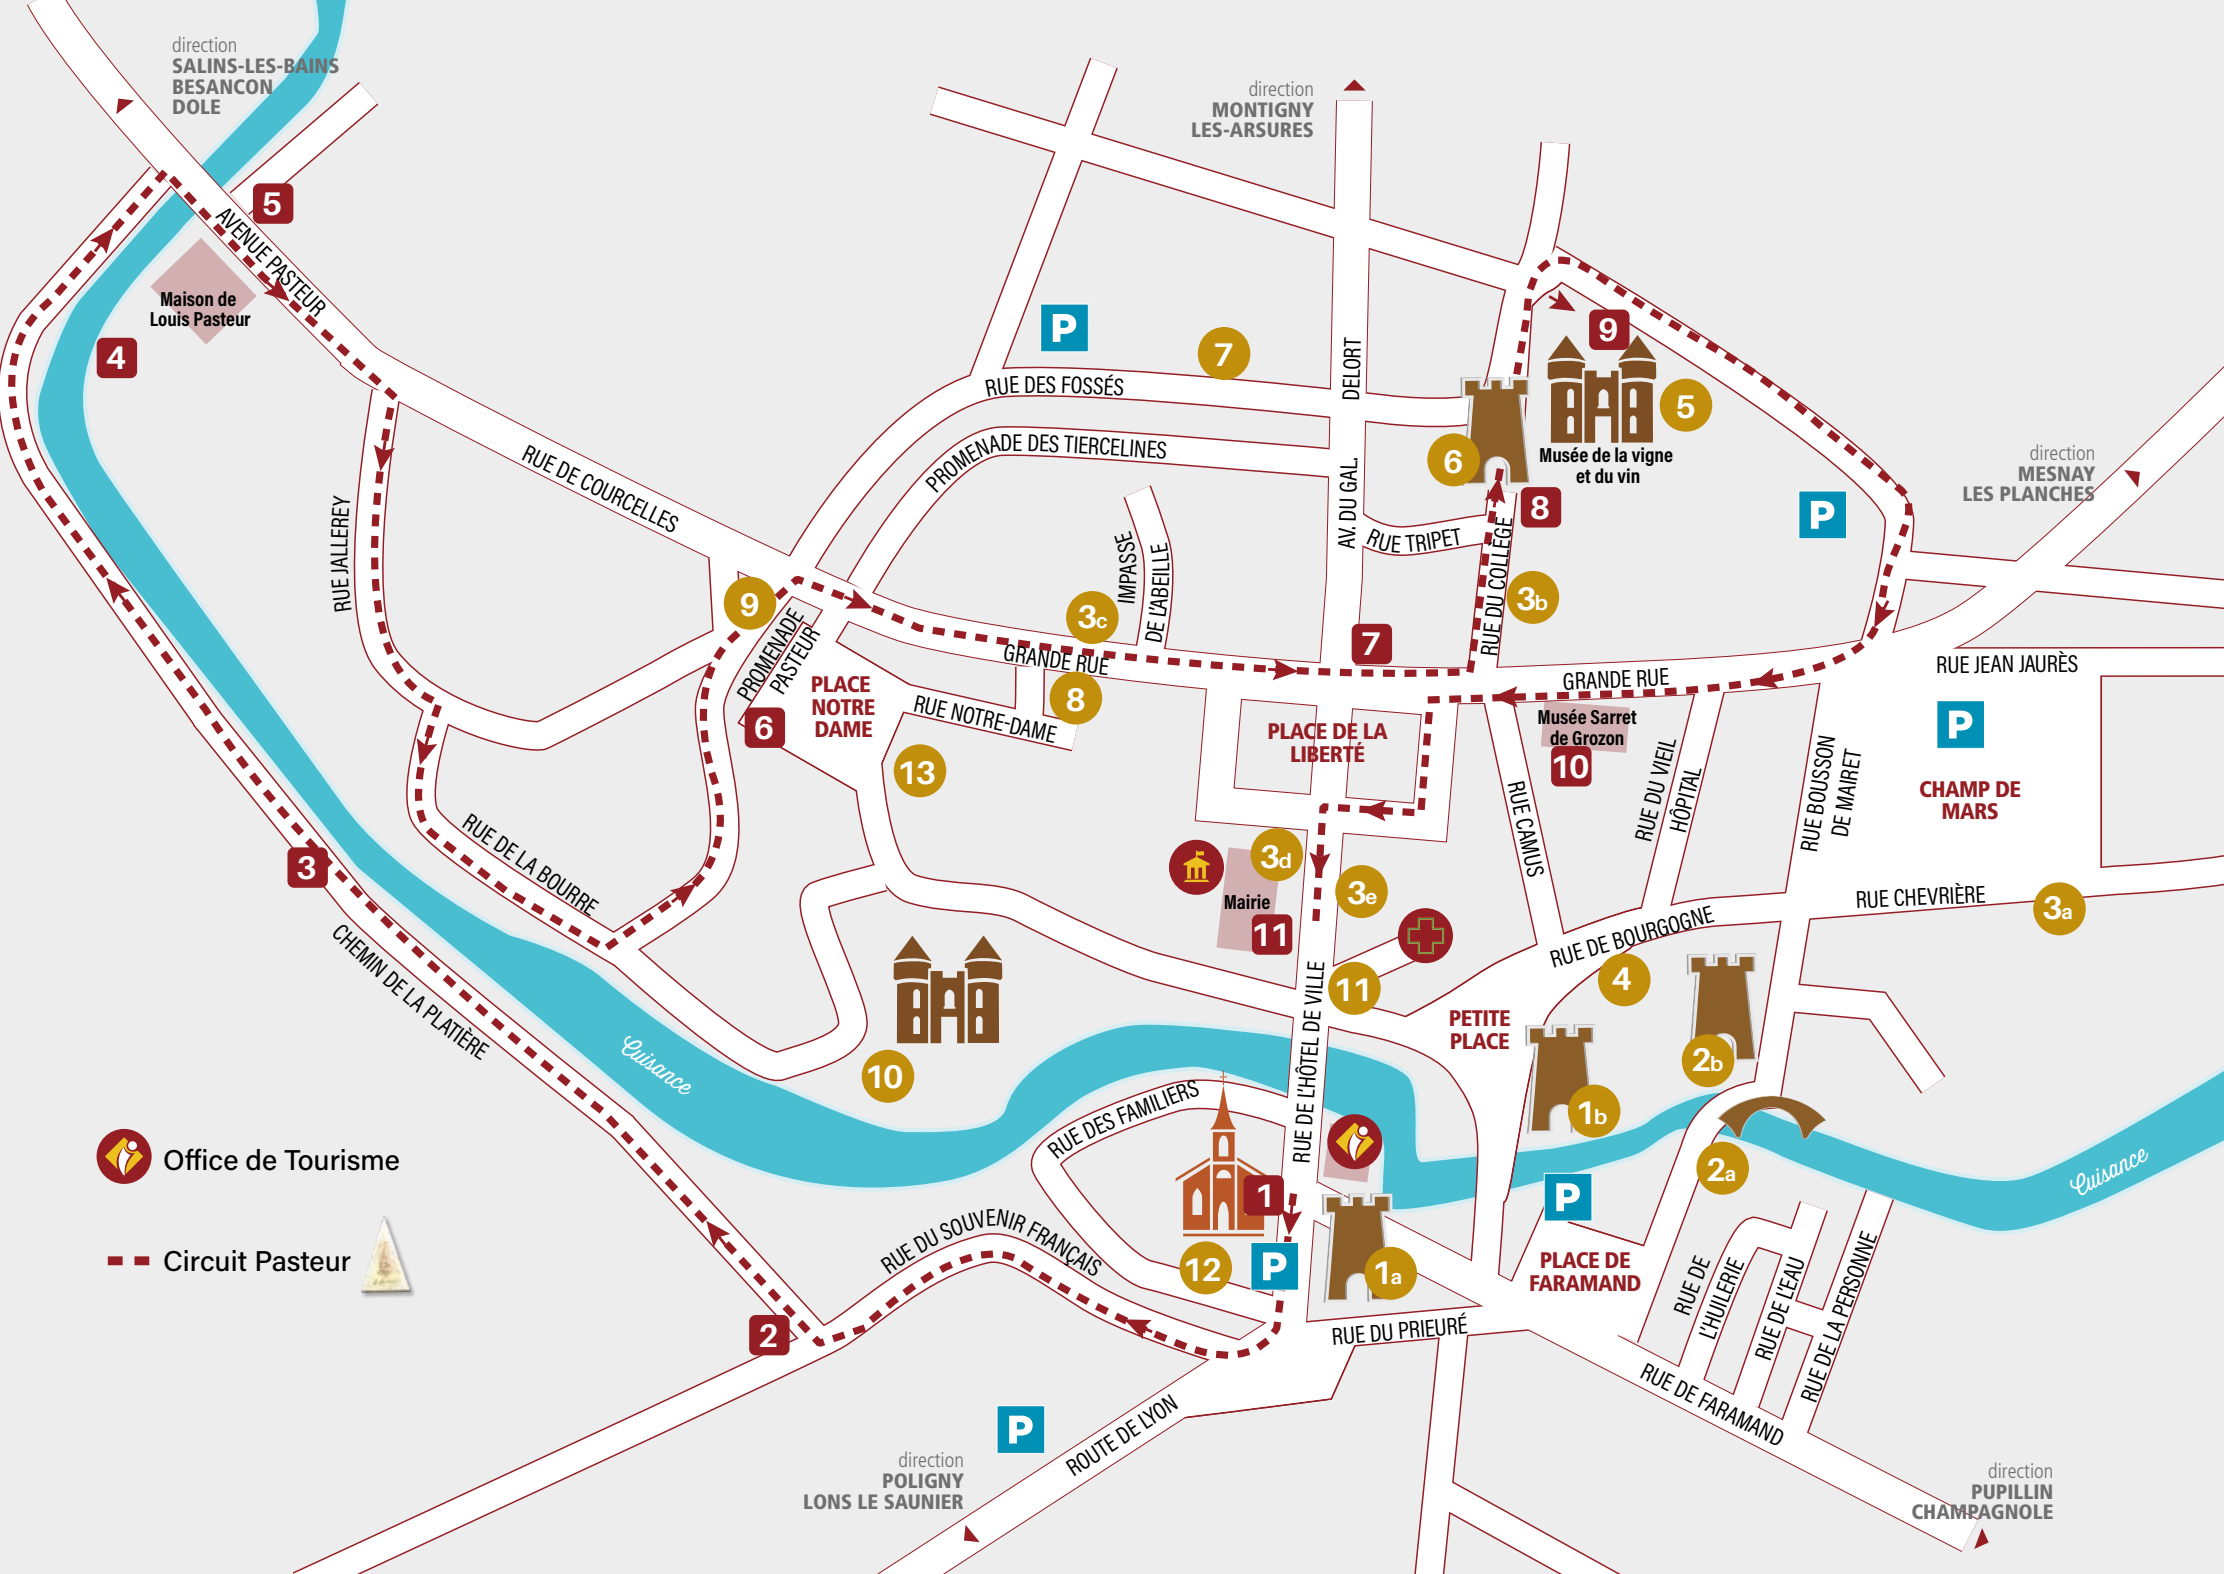 direction
SALINS-LES-BAINS
BESANCON
DOLE
direction
MONTIGNY
LES-ARSURES
5
AVENUE PASTEUR
Maison de
Louis Pasteur
4
P
7
RUE DES FOSSÉS
DELORT
9
5
6
Musée de la vigne
et du vin
8
PROMENADE DES TIERCELINES
RUE DE COURCELLES
AV. DU GAL.
RUE TRIPET
RUE DU COLLÈGE
3b
P
direction
MESNAY
LES PLANCHES
RUE JALLEREY
IMPASSE
DE L'ABEILLE
9
3c
7
PROMENADE
PASTEUR
GRANDE RUE
8
GRANDE RUE
RUE JEAN JAURÈS
PLACE
NOTRE
DAME
6
RUE NOTRE-DAME
13
PLACE DE LA
LIBERTÉ
Musée Sarret
de Grozon
10
P
CHAMP DE
MARS
RUE CAMUS
RUE DU VIEIL
HÔPITAL
RUE BOUSSON
DE MAIRET
RUE DE LA BOURRE
3
3d
3e
Mairie
11
RUE CHEVRIÈRE
3a
RUE DE BOURGOGNE
4
11
CHEMIN DE LA PLATIÈRE
Cuisance
10
RUE DE L'HÔTEL DE VILLE
PETITE
PLACE
2b
1b
RUE DES FAMILIERS
2a
Cuisance
Office de Tourisme
1
P
Circuit Pasteur
RUE DU SOUVENIR FRANÇAIS
12
P
1a
PLACE DE
FARAMAND
RUE DE
L'HUILERIE
RUE DE L'EAU
RUE DE LA PERSONNE
2
RUE DU PRIEURÉ
RUE DE FARAMAND
P
ROUTE DE LYON
direction
POLIGNY
LONS LE SAUNIER
direction
PUPILLIN
CHAMPAGNOLE